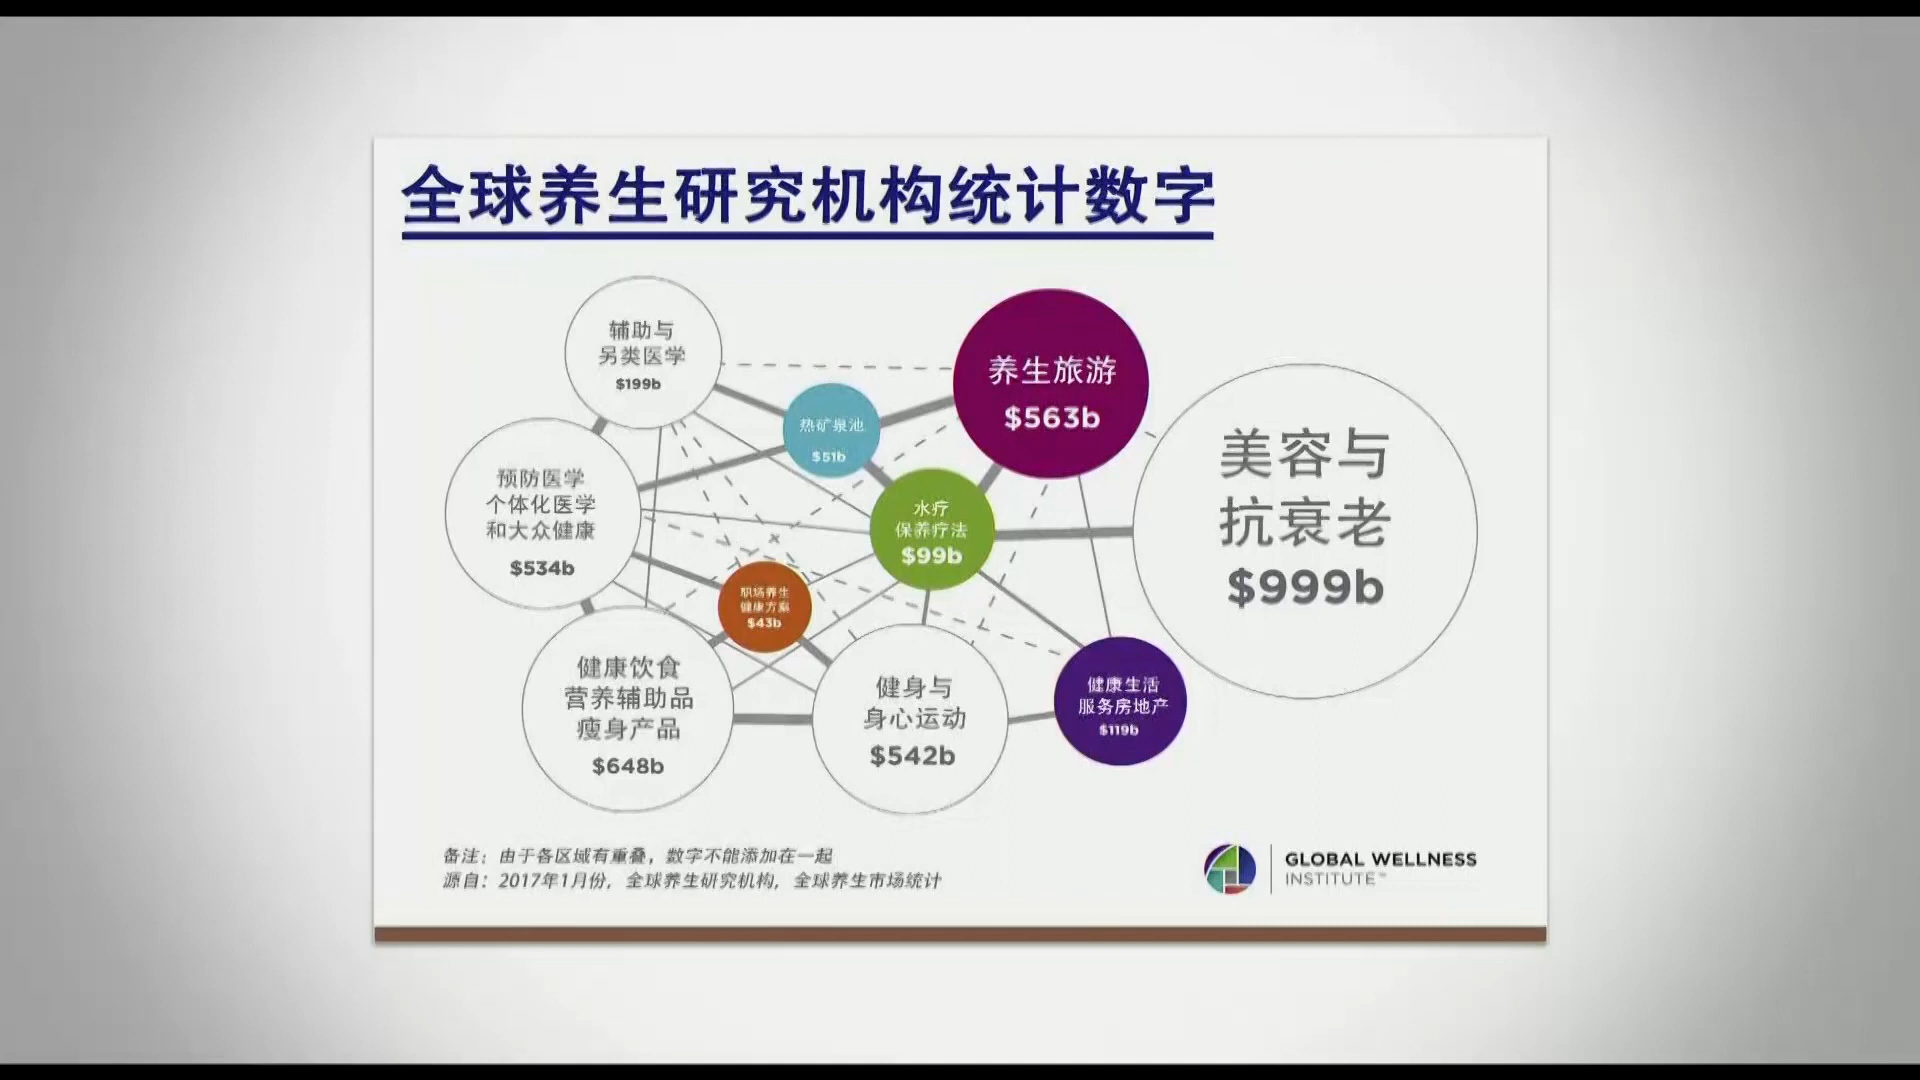 全球养生研究机构统计数字
辅助与
另类医学
$199b
养生旅游
$563b
热矿泉池
$51b
美容与
抗衰老
$999b
预防医学
个体化医学
和大众健康
$534b
水疗
保养疗法
$99b
职场养生
健康方案
$43b
健康饮食
营养辅助品
瘦身产品
$648b
健身与
身心运动
$542b
健康生活
服务房地产
$119b
备注：由于各区域有重叠，数字不能添加在一起
源自：2017年1月份，全球养生研究机构，全球养生市场统计
GLOBAL WELLNESS
INSTITUTE™